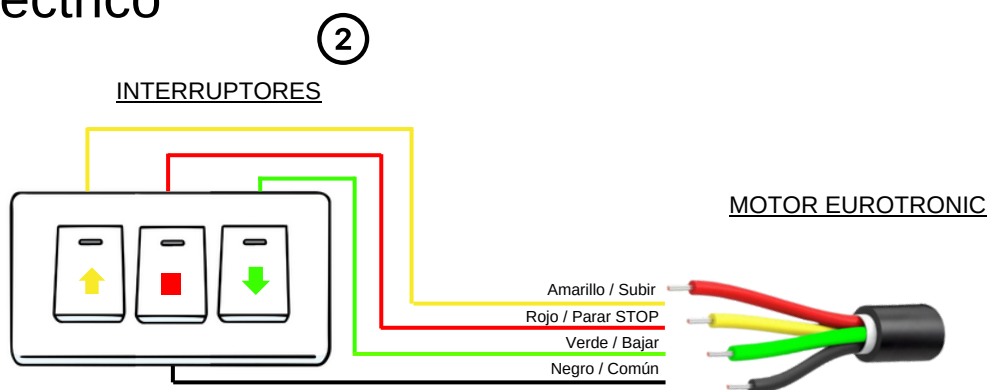 2
INTERRUPTORES
MOTOR EUROTRONIC
Amarillo / Subir
Rojo / Parar STOP
Verde / Bajar
Negro / Común